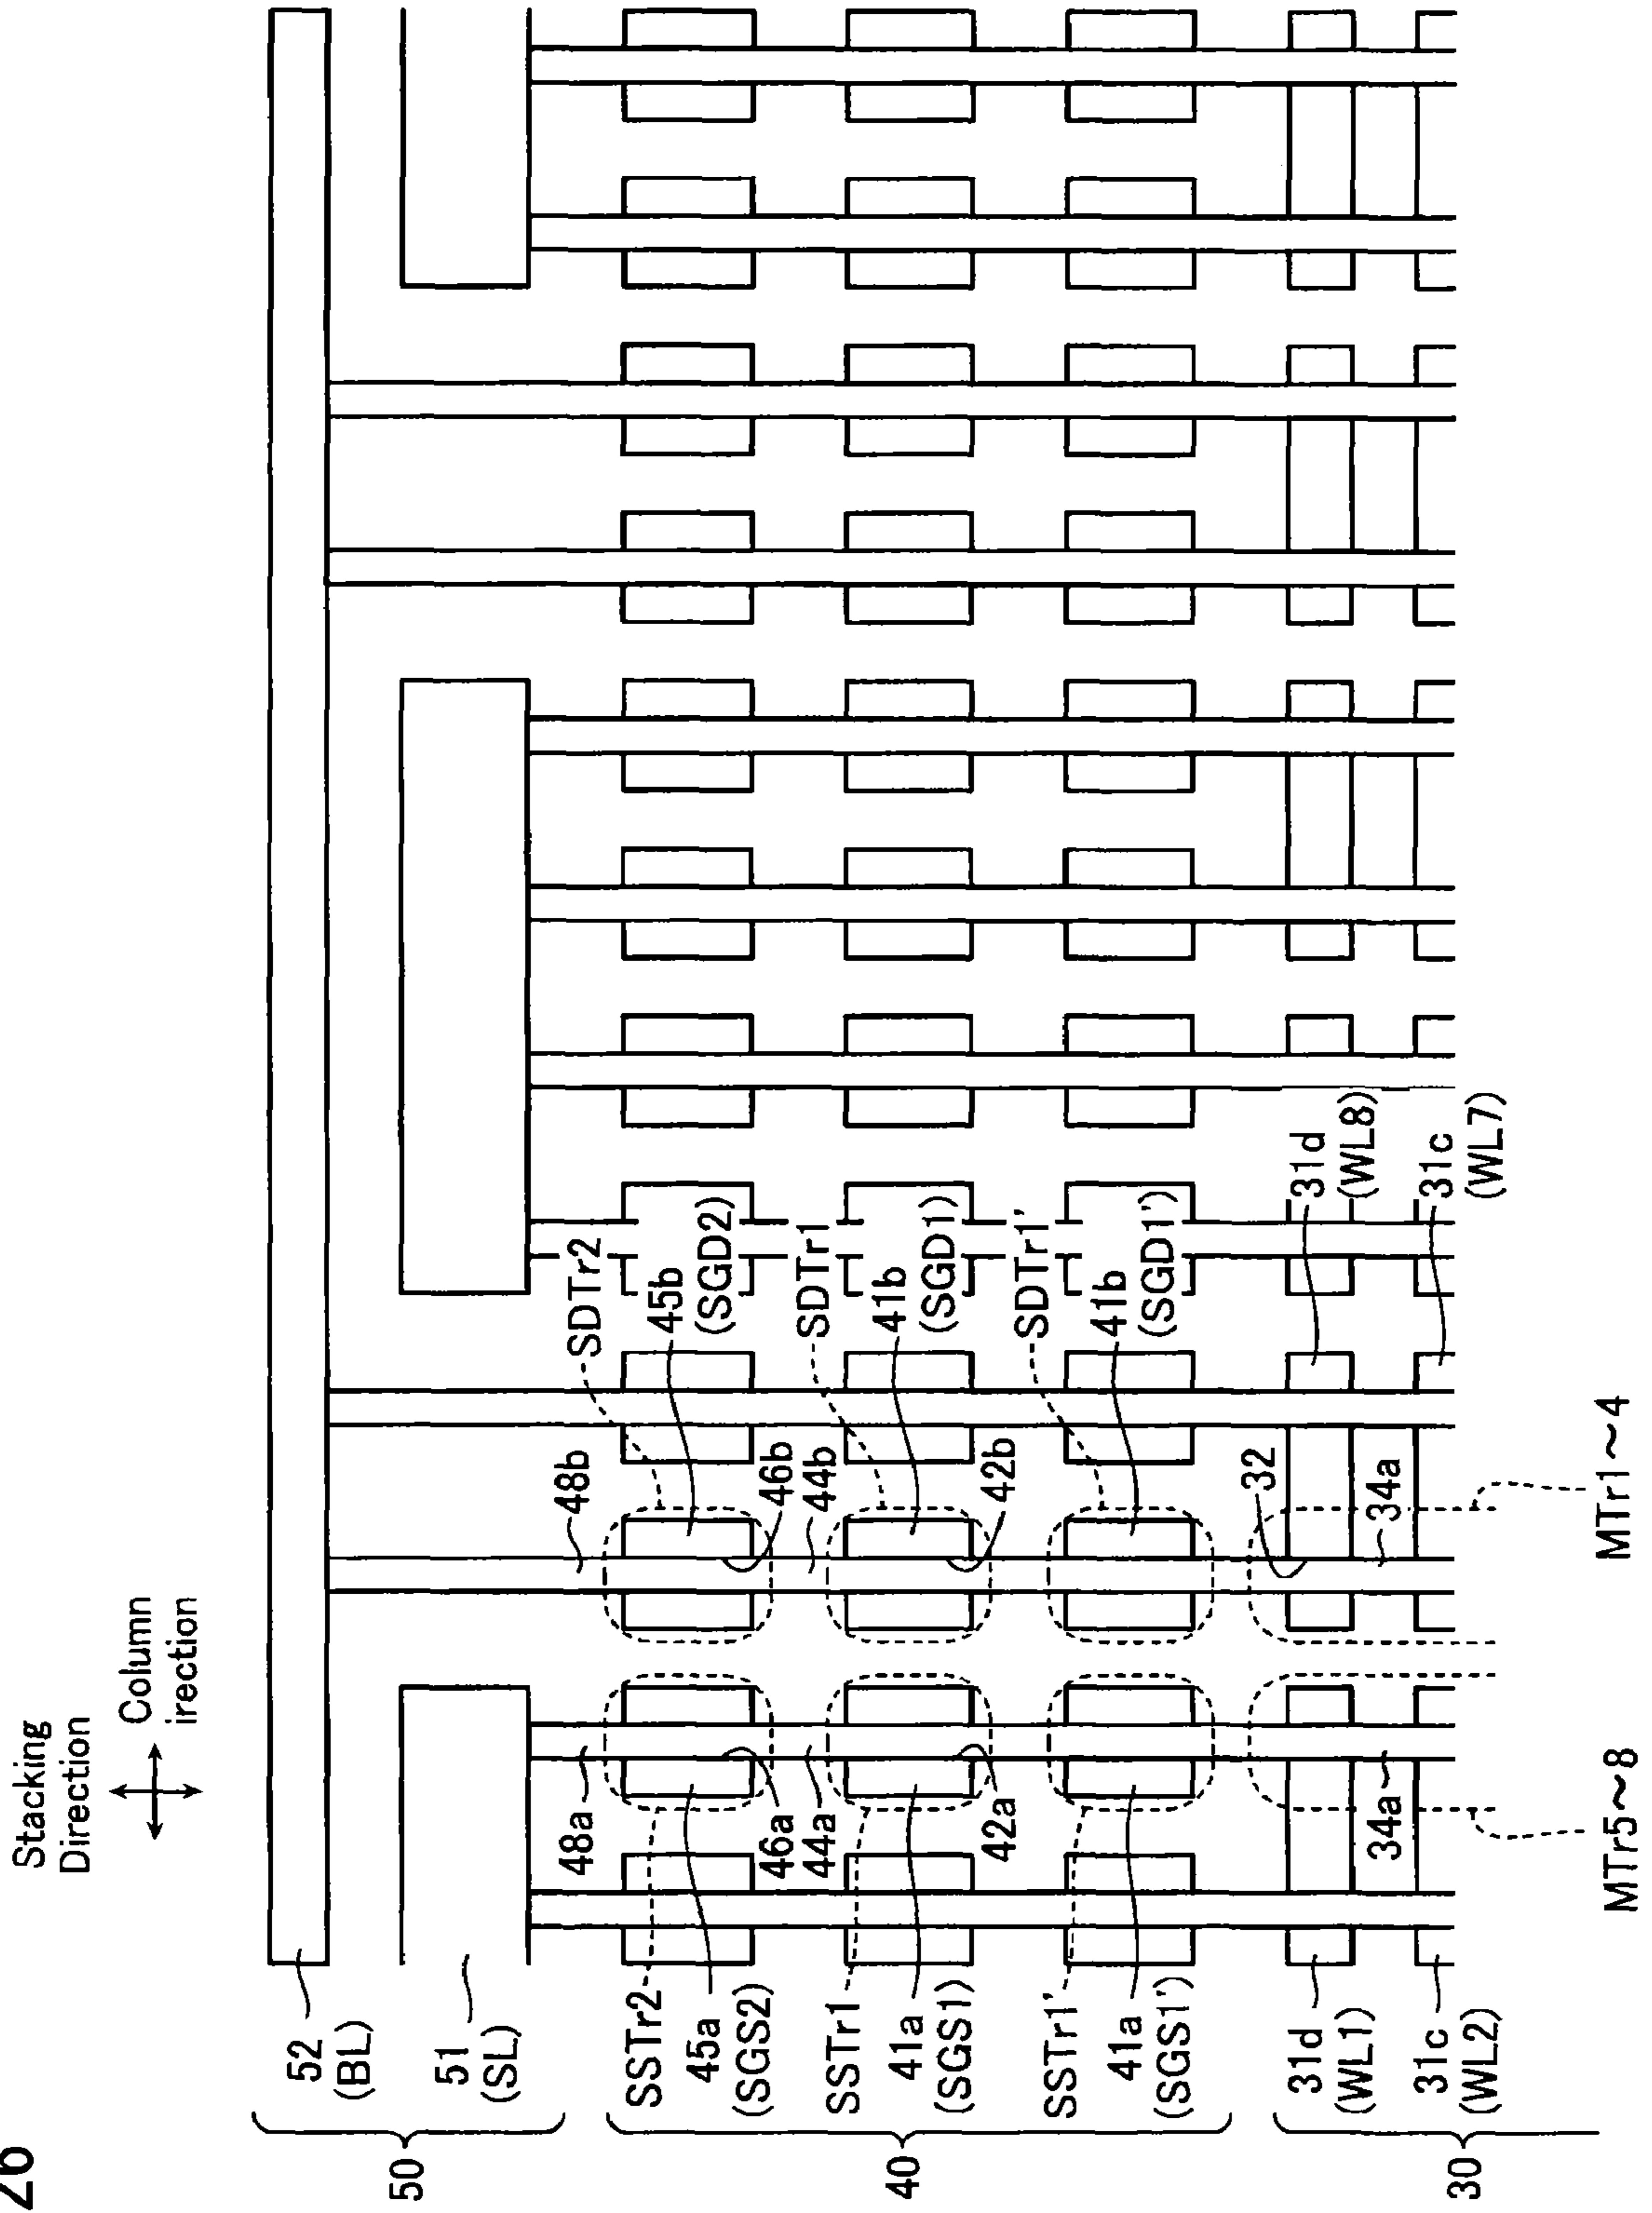 26
Stacking
Direction
Column
irection
50
52
(BL)
51
(SL)
40
SSTr2
45a
(SGS2)
SSTr1
41a
(SGS1)
SSTr1'
41a
(SGS1')
30
31d
(WL1)
31c
(WL2)
48a
46a
44a
42a
34a
MTr5~8
48b
46b
44b
42b
32
34a
MTr1~4
SDTr2
45b
(SGD2)
SDTr1
41b
(SGD1)
SDTr1'
41b
(SGD1')
31d
(WL8)
31c
(WL7)